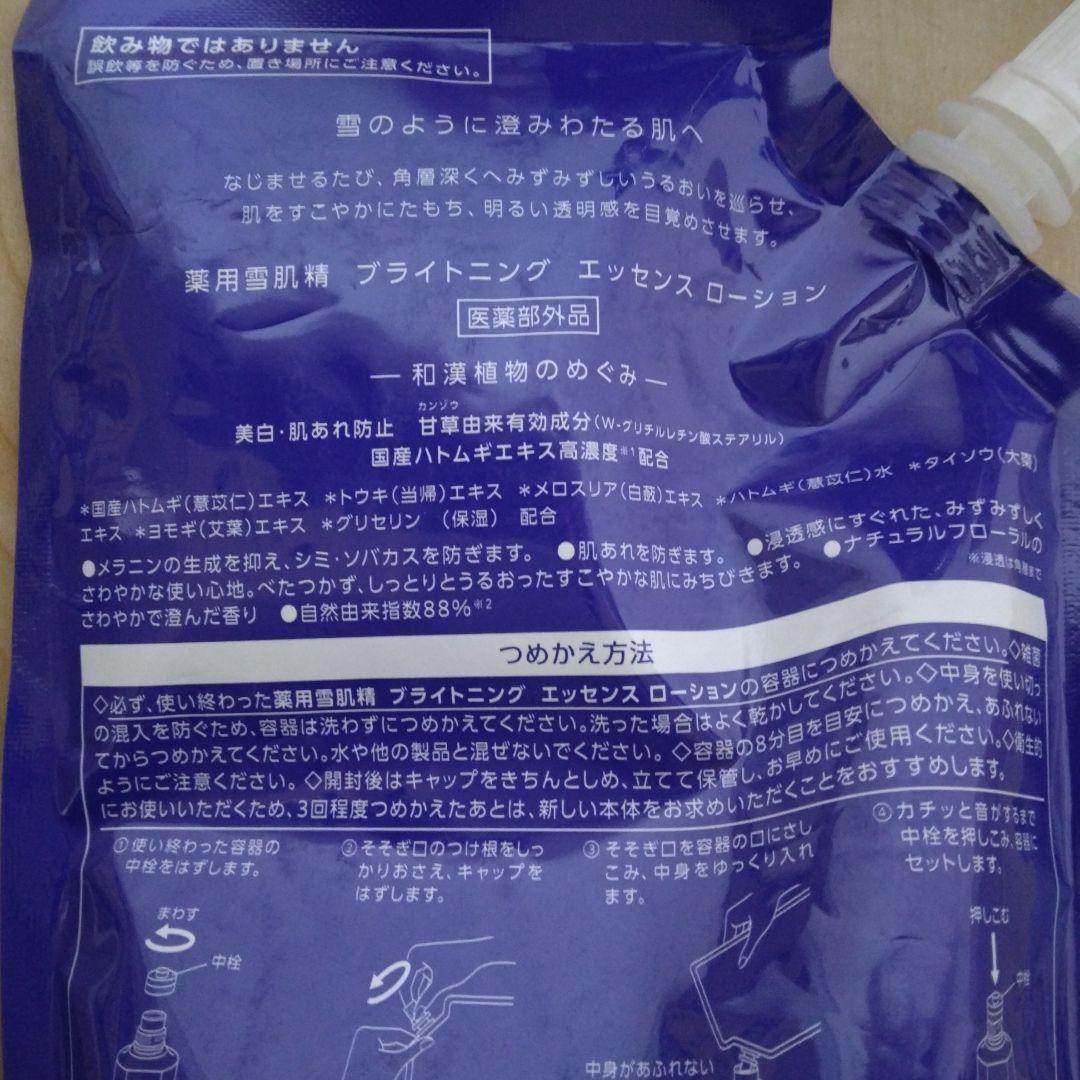 飲み物ではありません
誤飲等を防ぐため、置き場所にご注意ください。
雪のように澄みわたる肌へ
なじませるたび、角層深くへみずみずしいうるおいを巡らせ、
肌をすこやかにたもち、明るい透明感を目覚めさせます。
薬用雪肌精 ブライトニング エッセンス ローション
医薬部外品
― 和漢植物のめぐみ ―
カンゾウ
美白・肌あれ防止 甘草由来有効成分(W-グリチルレチン酸ステアリル)
国産ハトムギエキス高濃度※1配合
*国産ハトムギ(薏苡仁)エキス *トウキ(当帰)エキス *メロスリア(白蘞)エキス *ハトムギ(薏苡仁)水 *タイソウ(大棗)
エキス *ヨモギ(艾葉)エキス *グリセリン (保湿) 配合
●メラニンの生成を抑え、シミ・ソバカスを防ぎます。 ●肌あれを防ぎます。 ●浸透感にすぐれた、みずみずしく
さわやかな使い心地。べたつかず、しっとりとうるおったすこやかな肌にみちびきます。 ●ナチュラルフローラルの
さわやかで澄んだ香り ●自然由来指数88%※2
※浸透は角層まで
つめかえ方法
◇必ず、使い終わった薬用雪肌精 ブライトニング エッセンス ローションの容器につめかえてください。◇雑菌
の混入を防ぐため、容器は洗わずにつめかえてください。洗った場合はよく乾かしてください。◇中身を使い切っ
てからつめかえてください。水や他の製品と混ぜないでください。◇容器の8分目を目安につめかえ、あふれない
ようにご注意ください。◇開封後はキャップをきちんとしめ、立てて保管し、お早めにご使用ください。◇衛生的
にお使いいただくため、3回程度つめかえたあとは、新しい本体をお求めいただくことをおすすめします。
①使い終わった容器の
中栓をはずします。
まわす
中栓
②そそぎ口のつけ根をしっ
かりおさえ、キャップを
はずします。
③そそぎ口を容器の口にさし
こみ、中身をゆっくり入れ
ます。
中身があふれない
④カチッと音がするまで
中栓を押しこみ、容器に
セットします。
押しこむ
中栓